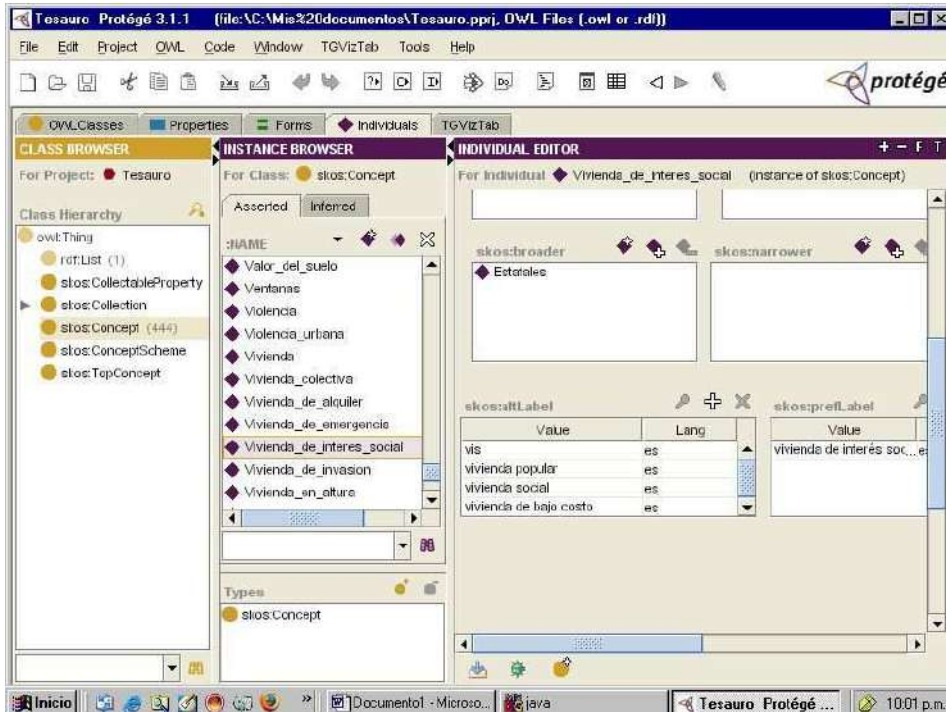 Tesauro Protégé 3.1.1 (file:\C:\Mis%20documentos\Tesauro.pprj, OWL Files (.owl or .rdf))
File Edit Project OWL Code Window TGVizTab Tools Help
protégé
OWLClasses Properties Forms Individuals TGVizTab
CLASS BROWSER
For Project: Tesauro
Class Hierarchy
owl:Thing
rdf:List (1)
skos:CollectableProperty
skos:Collection
skos:Concept (444)
skos:ConceptScheme
skos:TopConcept
INSTANCE BROWSER
For Class: skos:Concept
Asserted Inferred
:NAME
Valor_del_suelo
Ventanas
Violencia
Violencia_urbana
Vivienda
Vivienda_colectiva
Vivienda_de_alquiler
Vivienda_de_emergencia
Vivienda_de_interes_social
Vivienda_de_invasion
Vivienda_en_altura
Types
skos:Concept
INDIVIDUAL EDITOR
+ − F T
For Individual Vivienda_de_interes_social (instance of skos:Concept)
skos:broader
Estatales
skos:narrower
skos:altLabel
Value Lang
vis es
vivienda popular es
vivienda social es
vivienda de bajo costo es
skos:prefLabel
Value
vivienda de interés soc... e
Inicio » Documento1 - Microso... java Tesauro Protégé ... 10:01 p.m.